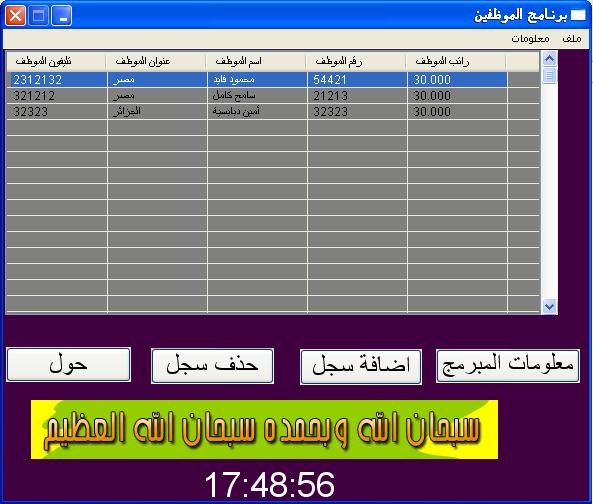 برنامج الموظفين
ملف معلومات
راتب الموظف رقم الموظف اسم الموظف عنوان الموظف تليفون الموظف
30.000 54421 محمود فايد مصر 2312132
30.000 21213 سامح كامل مصر 321212
30.000 32323 أمين دبابسية الجزائر 32323
معلومات المبرمج اضافة سجل حذف سجل حول
سبحان الله وبحمده سبحان الله العظيم
17:48:56